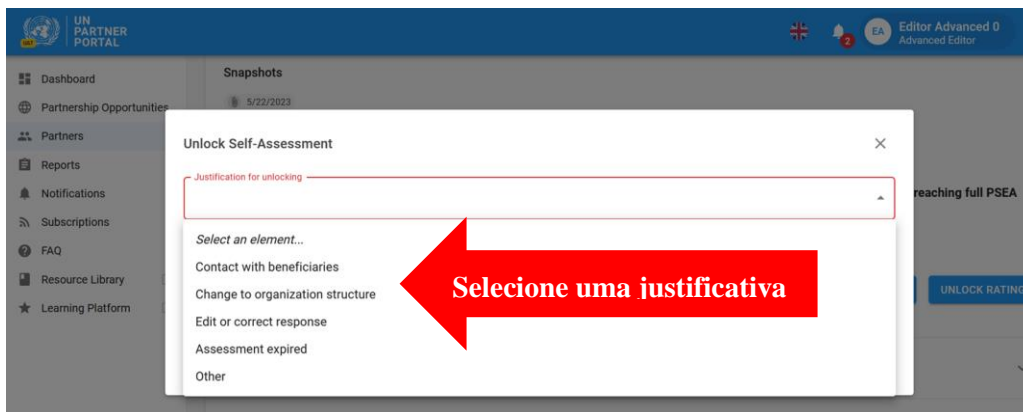 UN
PARTNER
PORTAL
UAT
2
EA
Editor Advanced 0
Advanced Editor
Dashboard
Partnership Opportunities
Partners
Reports
Notifications
Subscriptions
FAQ
Resource Library
Learning Platform
Snapshots
5/22/2023
Unlock Self-Assessment
Justification for unlocking
Select an element...
Contact with beneficiaries
Change to organization structure
Edit or correct response
Assessment expired
Other
Selecione uma justificativa
reaching full PSEA
UNLOCK RATING